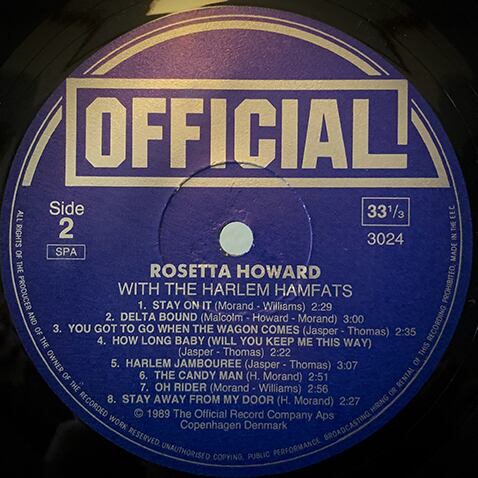 OFFICIAL
Side
2
SPA
33 1/3
3024
ROSETTA HOWARD
WITH THE HARLEM HAMFATS
1. STAY ON IT (Morand - Williams) 2:29
2. DELTA BOUND (Malcolm - Howard - Morand) 3:00
3. YOU GOT TO GO WHEN THE WAGON COMES (Jasper - Thomas) 2:35
4. HOW LONG BABY (WILL YOU KEEP ME THIS WAY)
(Jasper - Thomas) 2:22
5. HARLEM JAMBOUREE (Jasper - Thomas) 3:07
6. THE CANDY MAN (H. Morand) 2:51
7. OH RIDER (Morand - Williams) 2:56
8. STAY AWAY FROM MY DOOR (H. Morand) 2:27
© 1989 The Official Record Company Aps
Copenhagen Denmark
ALL RIGHTS OF THE PRODUCER AND OF THE OWNER OF THE RECORDED WORK RESERVED. UNAUTHORISED COPYING, PUBLIC PERFORMANCE, BROADCASTING, HIRING OR RENTAL OF THIS RECORDING PROHIBITED. MADE IN THE E.E.C.